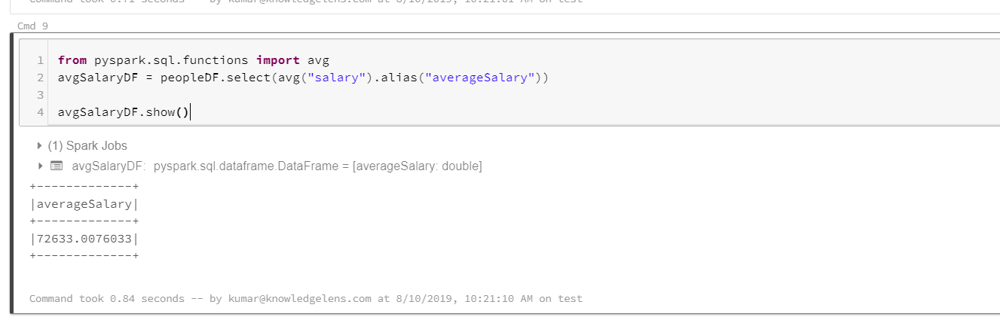 Command took 0.71 seconds -- by kumar@knowledgelens.com at 8/10/2019, 10:21:01 AM on test
Cmd 9
1 from pyspark.sql.functions import avg
2 avgSalaryDF = peopleDF.select(avg("salary").alias("averageSalary"))
3
4 avgSalaryDF.show()
(1) Spark Jobs
avgSalaryDF: pyspark.sql.dataframe.DataFrame = [averageSalary: double]
+-------------+
|averageSalary|
+-------------+
|72633.0076033|
+-------------+
Command took 0.84 seconds -- by kumar@knowledgelens.com at 8/10/2019, 10:21:10 AM on test